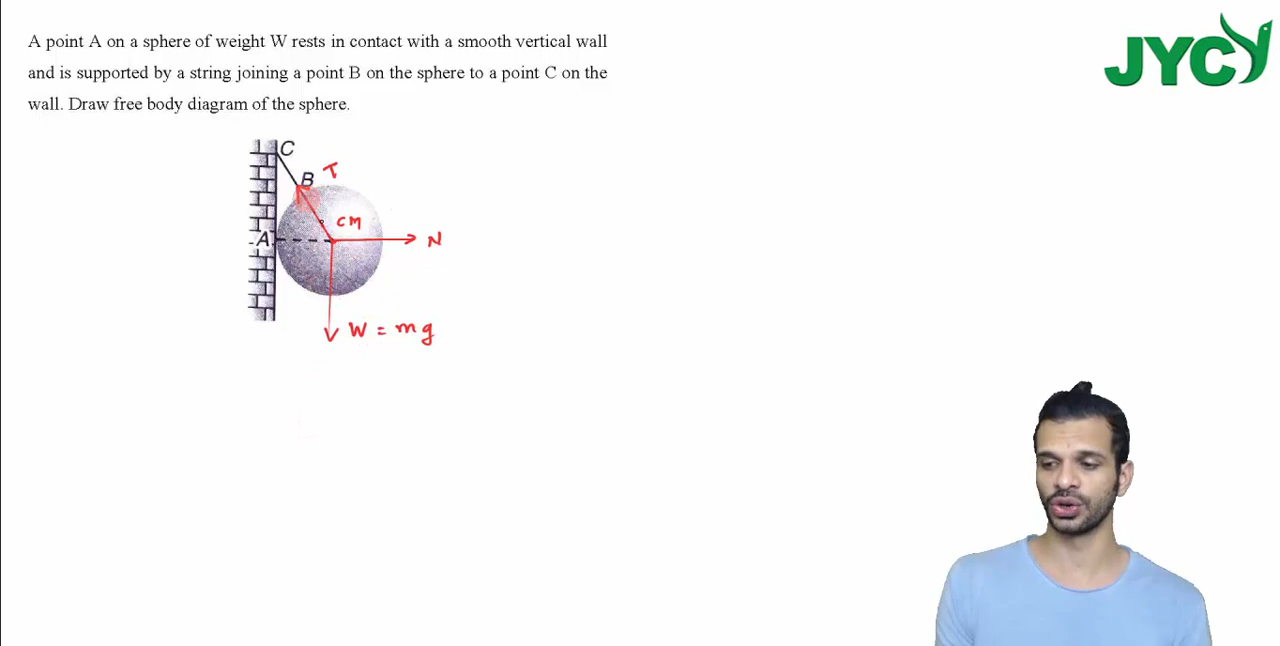 A point A on a sphere of weight W rests in contact with a smooth vertical wall
and is supported by a string joining a point B on the sphere to a point C on the
wall. Draw free body diagram of the sphere.
JYCY
C
B T
CM
A
N
W = mg